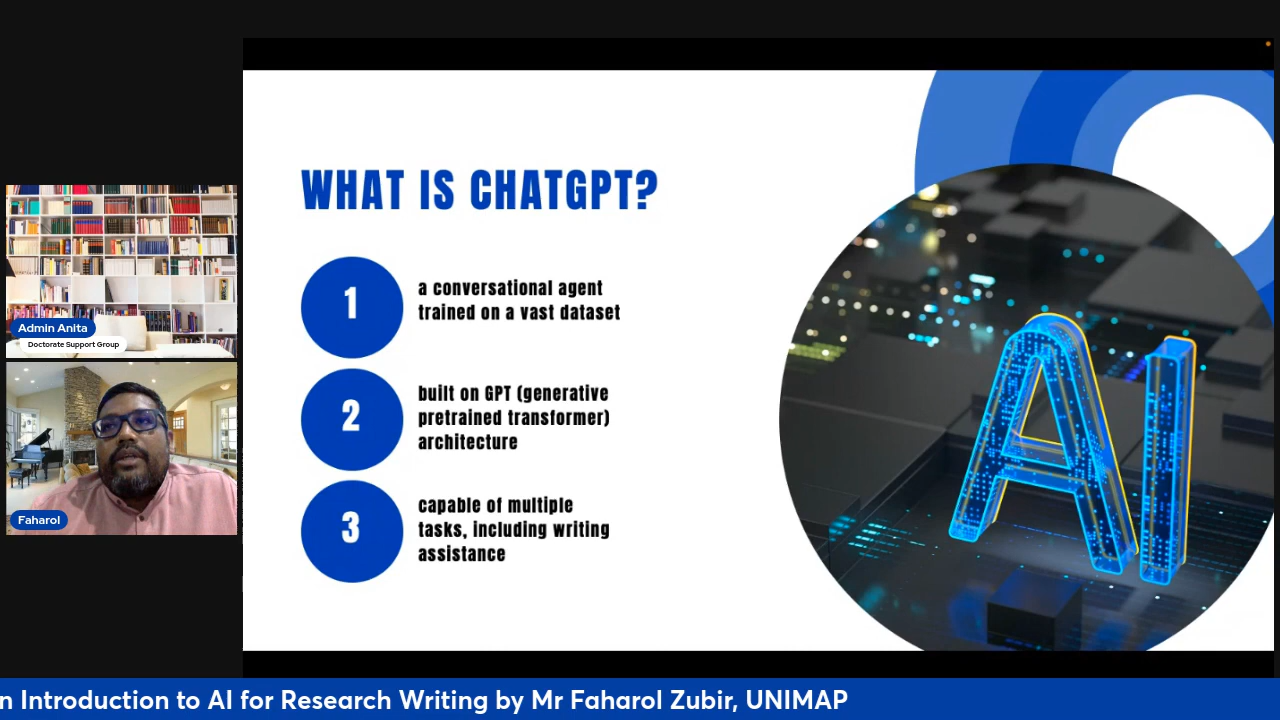 WHAT IS CHATGPT?
1
a conversational agent
trained on a vast dataset
2
built on GPT (generative
pretrained transformer)
architecture
3
capable of multiple
tasks, including writing
assistance
AI
Admin Anita
Doctorate Support Group
Faharol
n Introduction to AI for Research Writing by Mr Faharol Zubir, UNIMAP